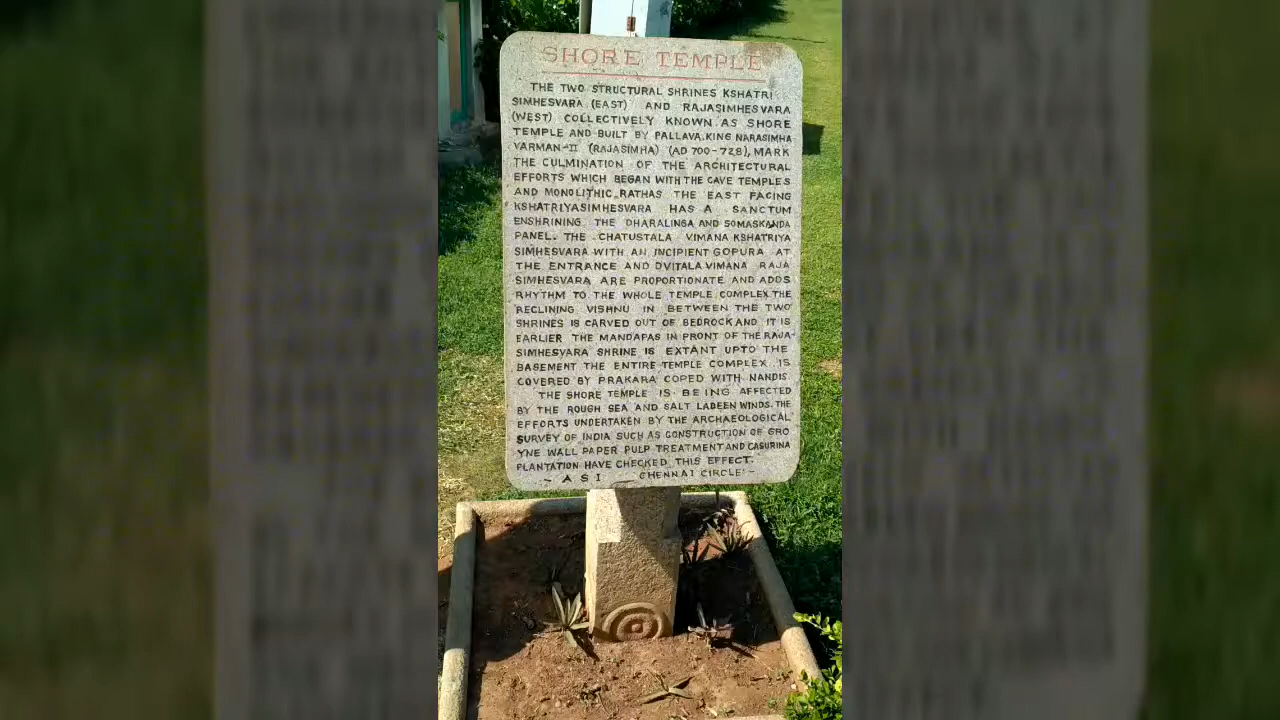 SHORE TEMPLE
THE TWO STRUCTURAL SHRINES KSHATRI
SIMHESVARA (EAST) AND RAJASIMHESVARA
(WEST) COLLECTIVELY KNOWN AS SHORE
TEMPLE AND BUILT BY PALLAVA KING NARASIMHA
VARMAN-II (RAJASIMHA) (AD 700-728), MARK
THE CULMINATION OF THE ARCHITECTURAL
EFFORTS WHICH BEGAN WITH THE CAVE TEMPLES
AND MONOLITHIC RATHAS THE EAST FACING
KSHATRIYASIMHESVARA HAS A SANCTUM
ENSHRINING THE DHARALINGA AND SOMASKANDA
PANEL. THE CHATUSTALA VIMANA KSHATRIYA
SIMHESVARA WITH AN INCIPIENT GOPURA AT
THE ENTRANCE AND DVITALA VIMANA RAJA
SIMHESVARA ARE PROPORTIONATE AND ADDS
RHYTHM TO THE WHOLE TEMPLE COMPLEX.THE
RECLINING VISHNU IN BETWEEN THE TWO
SHRINES IS CARVED OUT OF BEDROCK AND IT IS
EARLIER THE MANDAPAS IN FRONT OF THE RAJA-
SIMHESVARA SHRINE IS EXTANT UPTO THE
BASEMENT THE ENTIRE TEMPLE COMPLEX IS
COVERED BY PRAKARA COPED WITH NANDIS
THE SHORE TEMPLE IS BEING AFFECTED
BY THE ROUGH SEA AND SALT LADEEN WINDS. THE
EFFORTS UNDERTAKEN BY THE ARCHAEOLOGICAL
SURVEY OF INDIA SUCH AS CONSTRUCTION OF GRO
YNE WALL PAPER PULP TREATMENT AND CASURINA
PLANTATION HAVE CHECKED THIS EFFECT.
- A S I - CHENNAI CIRCLE -